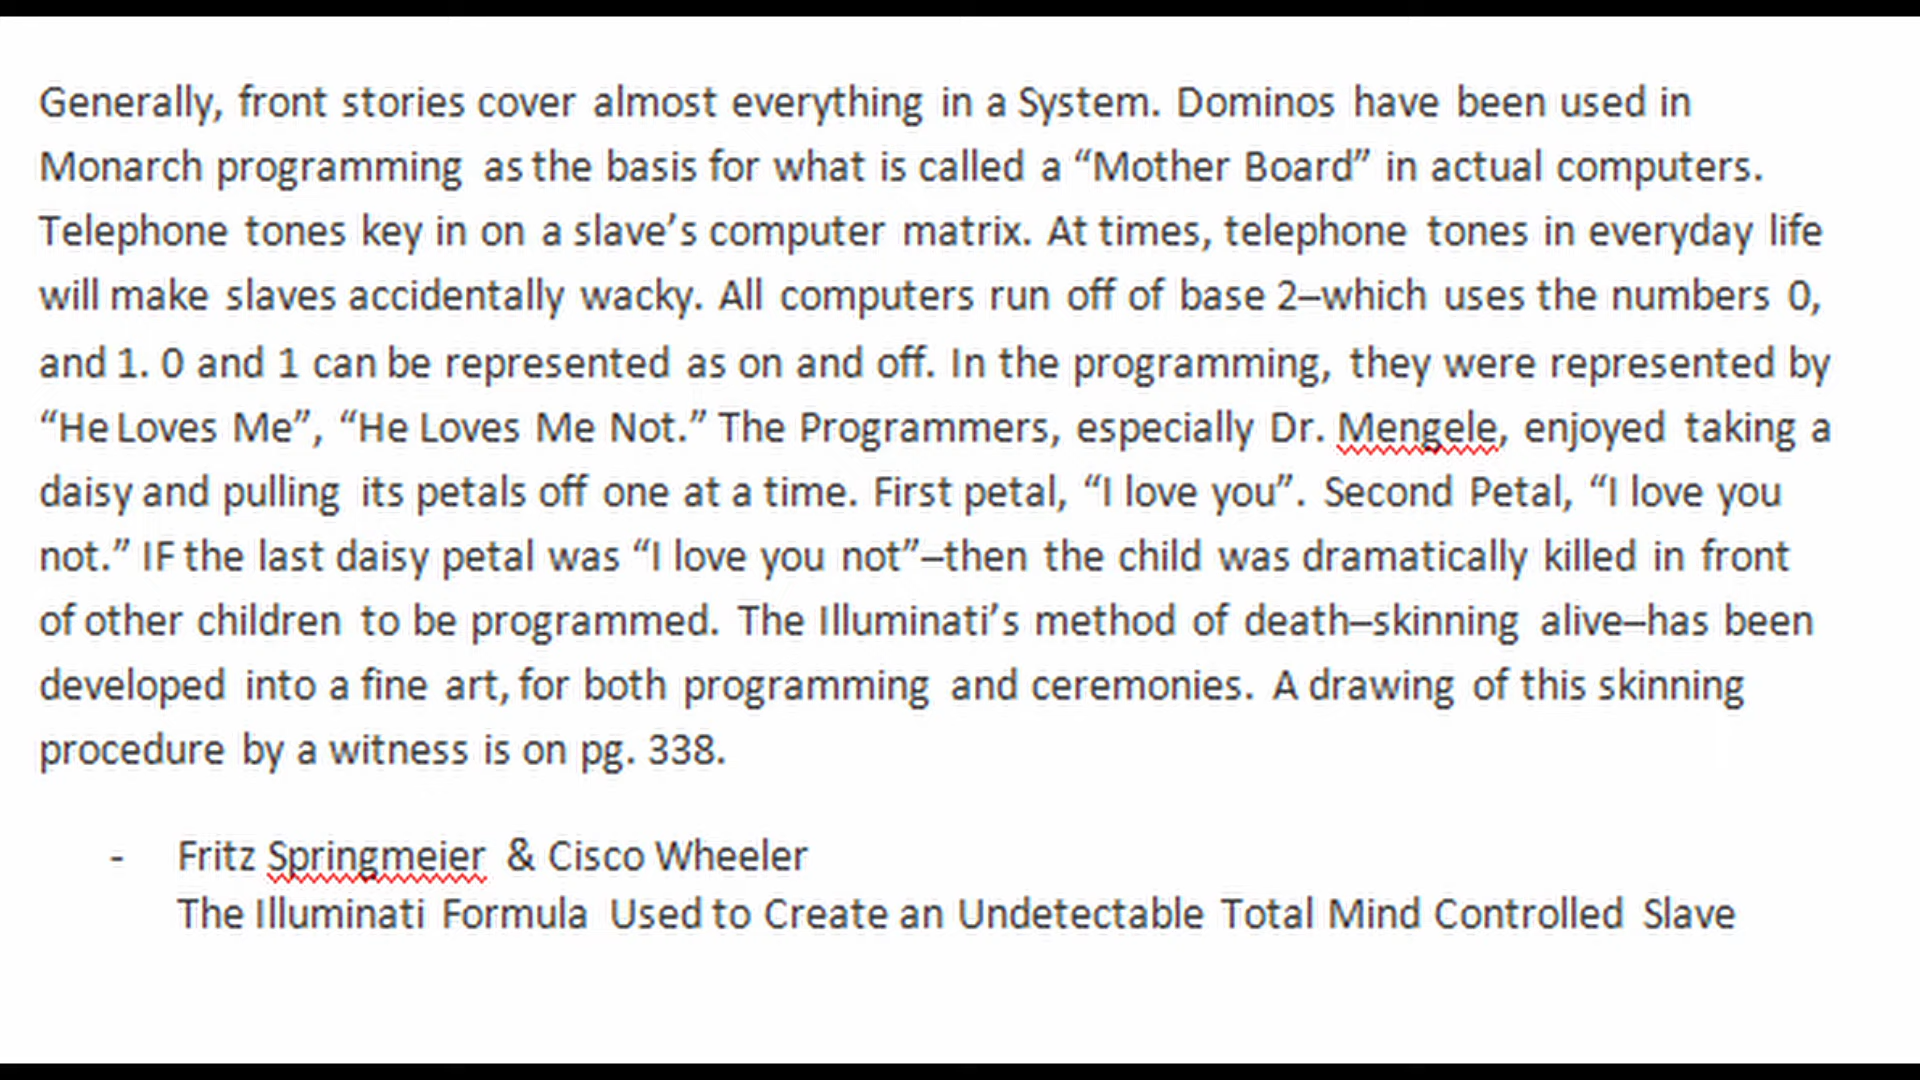 Generally, front stories cover almost everything in a System. Dominos have been used in
Monarch programming as the basis for what is called a “Mother Board” in actual computers.
Telephone tones key in on a slave’s computer matrix. At times, telephone tones in everyday life
will make slaves accidentally wacky. All computers run off of base 2–which uses the numbers 0,
and 1. 0 and 1 can be represented as on and off. In the programming, they were represented by
“He Loves Me”, “He Loves Me Not.” The Programmers, especially Dr. Mengele, enjoyed taking a
daisy and pulling its petals off one at a time. First petal, “I love you”. Second Petal, “I love you
not.” IF the last daisy petal was “I love you not”–then the child was dramatically killed in front
of other children to be programmed. The Illuminati’s method of death–skinning alive–has been
developed into a fine art, for both programming and ceremonies. A drawing of this skinning
procedure by a witness is on pg. 338.
- Fritz Springmeier & Cisco Wheeler
The Illuminati Formula Used to Create an Undetectable Total Mind Controlled Slave